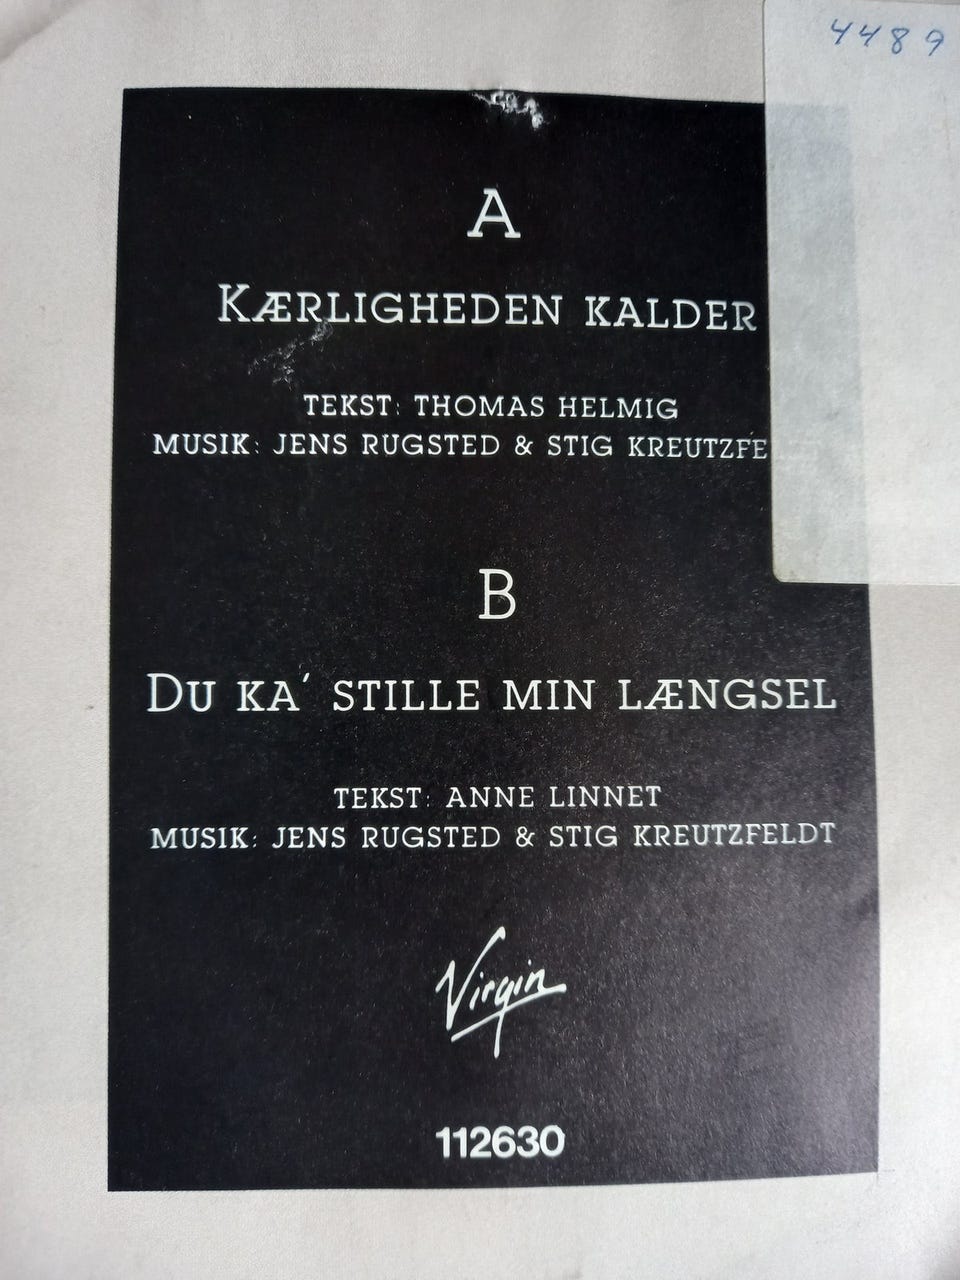 4489
A
KÆRLIGHEDEN KALDER
TEKST: THOMAS HELMIG
MUSIK: JENS RUGSTED & STIG KREUTZFE
B
DU KA' STILLE MIN LÆNGSEL
TEKST: ANNE LINNET
MUSIK: JENS RUGSTED & STIG KREUTZFELDT
Virgin
112630